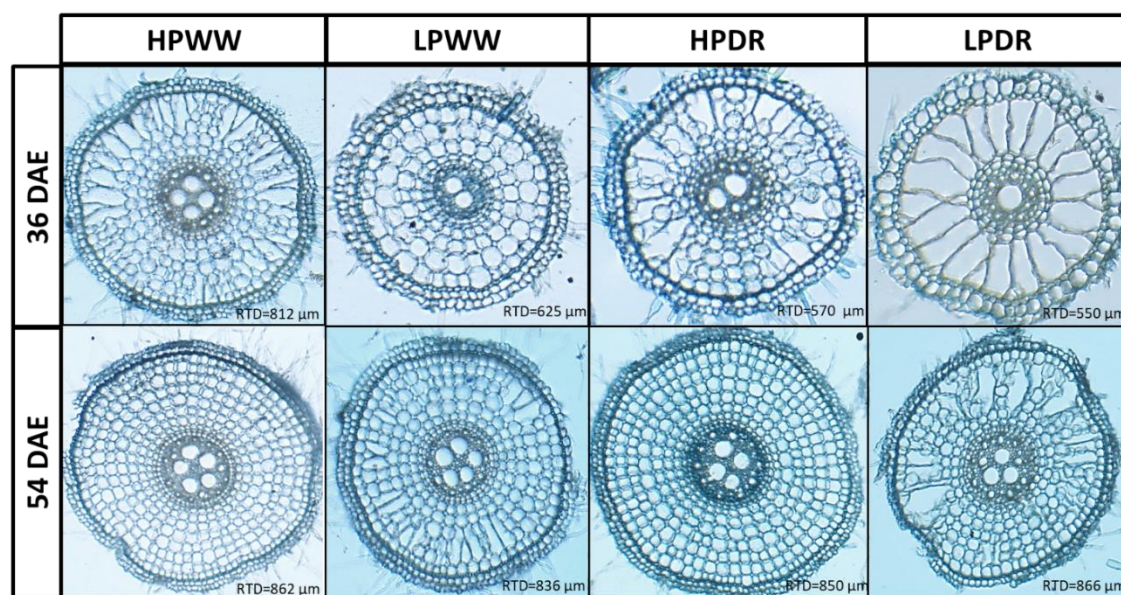 HPWW LPWW HPDR LPDR
36 DAE
RTD=812 µm RTD=625 µm RTD=570 µm RTD=550 µm
54 DAE
RTD=862 µm RTD=836 µm RTD=850 µm RTD=866 µm